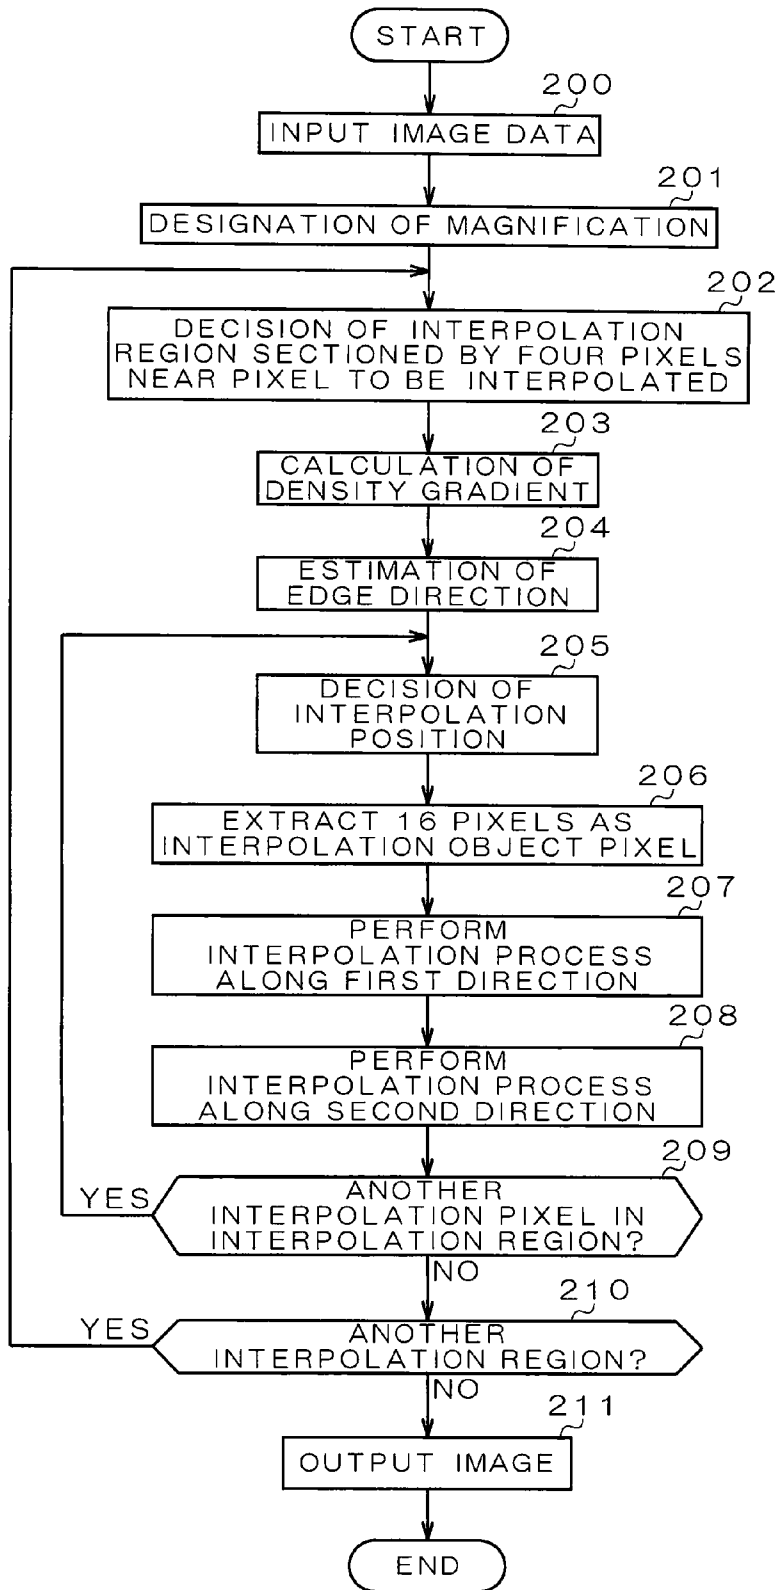 START
200
INPUT IMAGE DATA
201
DESIGNATION OF MAGNIFICATION
202
DECISION OF INTERPOLATION
REGION SECTIONED BY FOUR PIXELS
NEAR PIXEL TO BE INTERPOLATED
203
CALCULATION OF
DENSITY GRADIENT
204
ESTIMATION OF
EDGE DIRECTION
205
DECISION OF
INTERPOLATION
POSITION
206
EXTRACT 16 PIXELS AS
INTERPOLATION OBJECT PIXEL
207
PERFORM
INTERPOLATION PROCESS
ALONG FIRST DIRECTION
208
PERFORM
INTERPOLATION PROCESS
ALONG SECOND DIRECTION
209
YES
ANOTHER
INTERPOLATION PIXEL IN
INTERPOLATION REGION?
NO
210
YES
ANOTHER
INTERPOLATION REGION?
NO
211
OUTPUT IMAGE
END